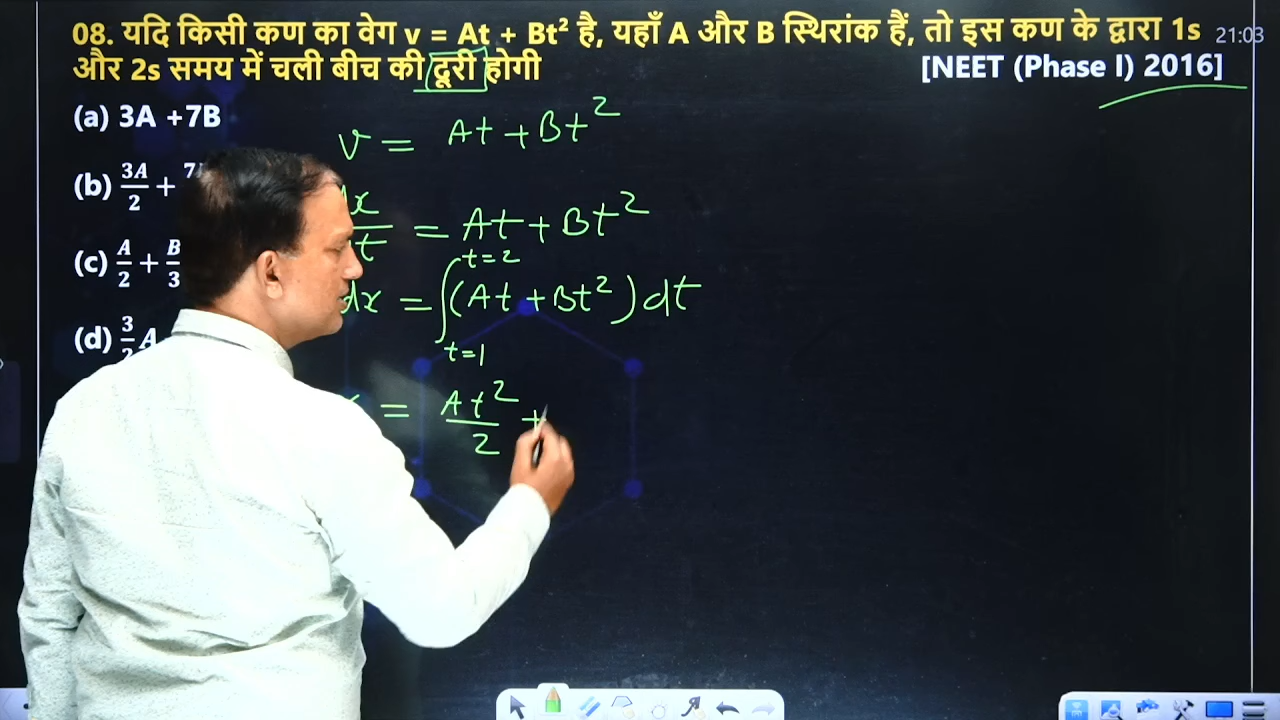 08. यदि किसी कण का वेग v = At + Bt² है, यहाँ A और B स्थिरांक हैं, तो इस कण के द्वारा 1s
21:03
और 2s समय में चली बीच की दूरी होगी
[NEET (Phase I) 2016]
(a) 3A +7B
(b) 3A/2 +
(c) A/2 + B/3
(d) 3/2 A
v = At + Bt²
= At + Bt²
dx = ∫(At + Bt²) dt
t=2
t=1
= At²/2 +